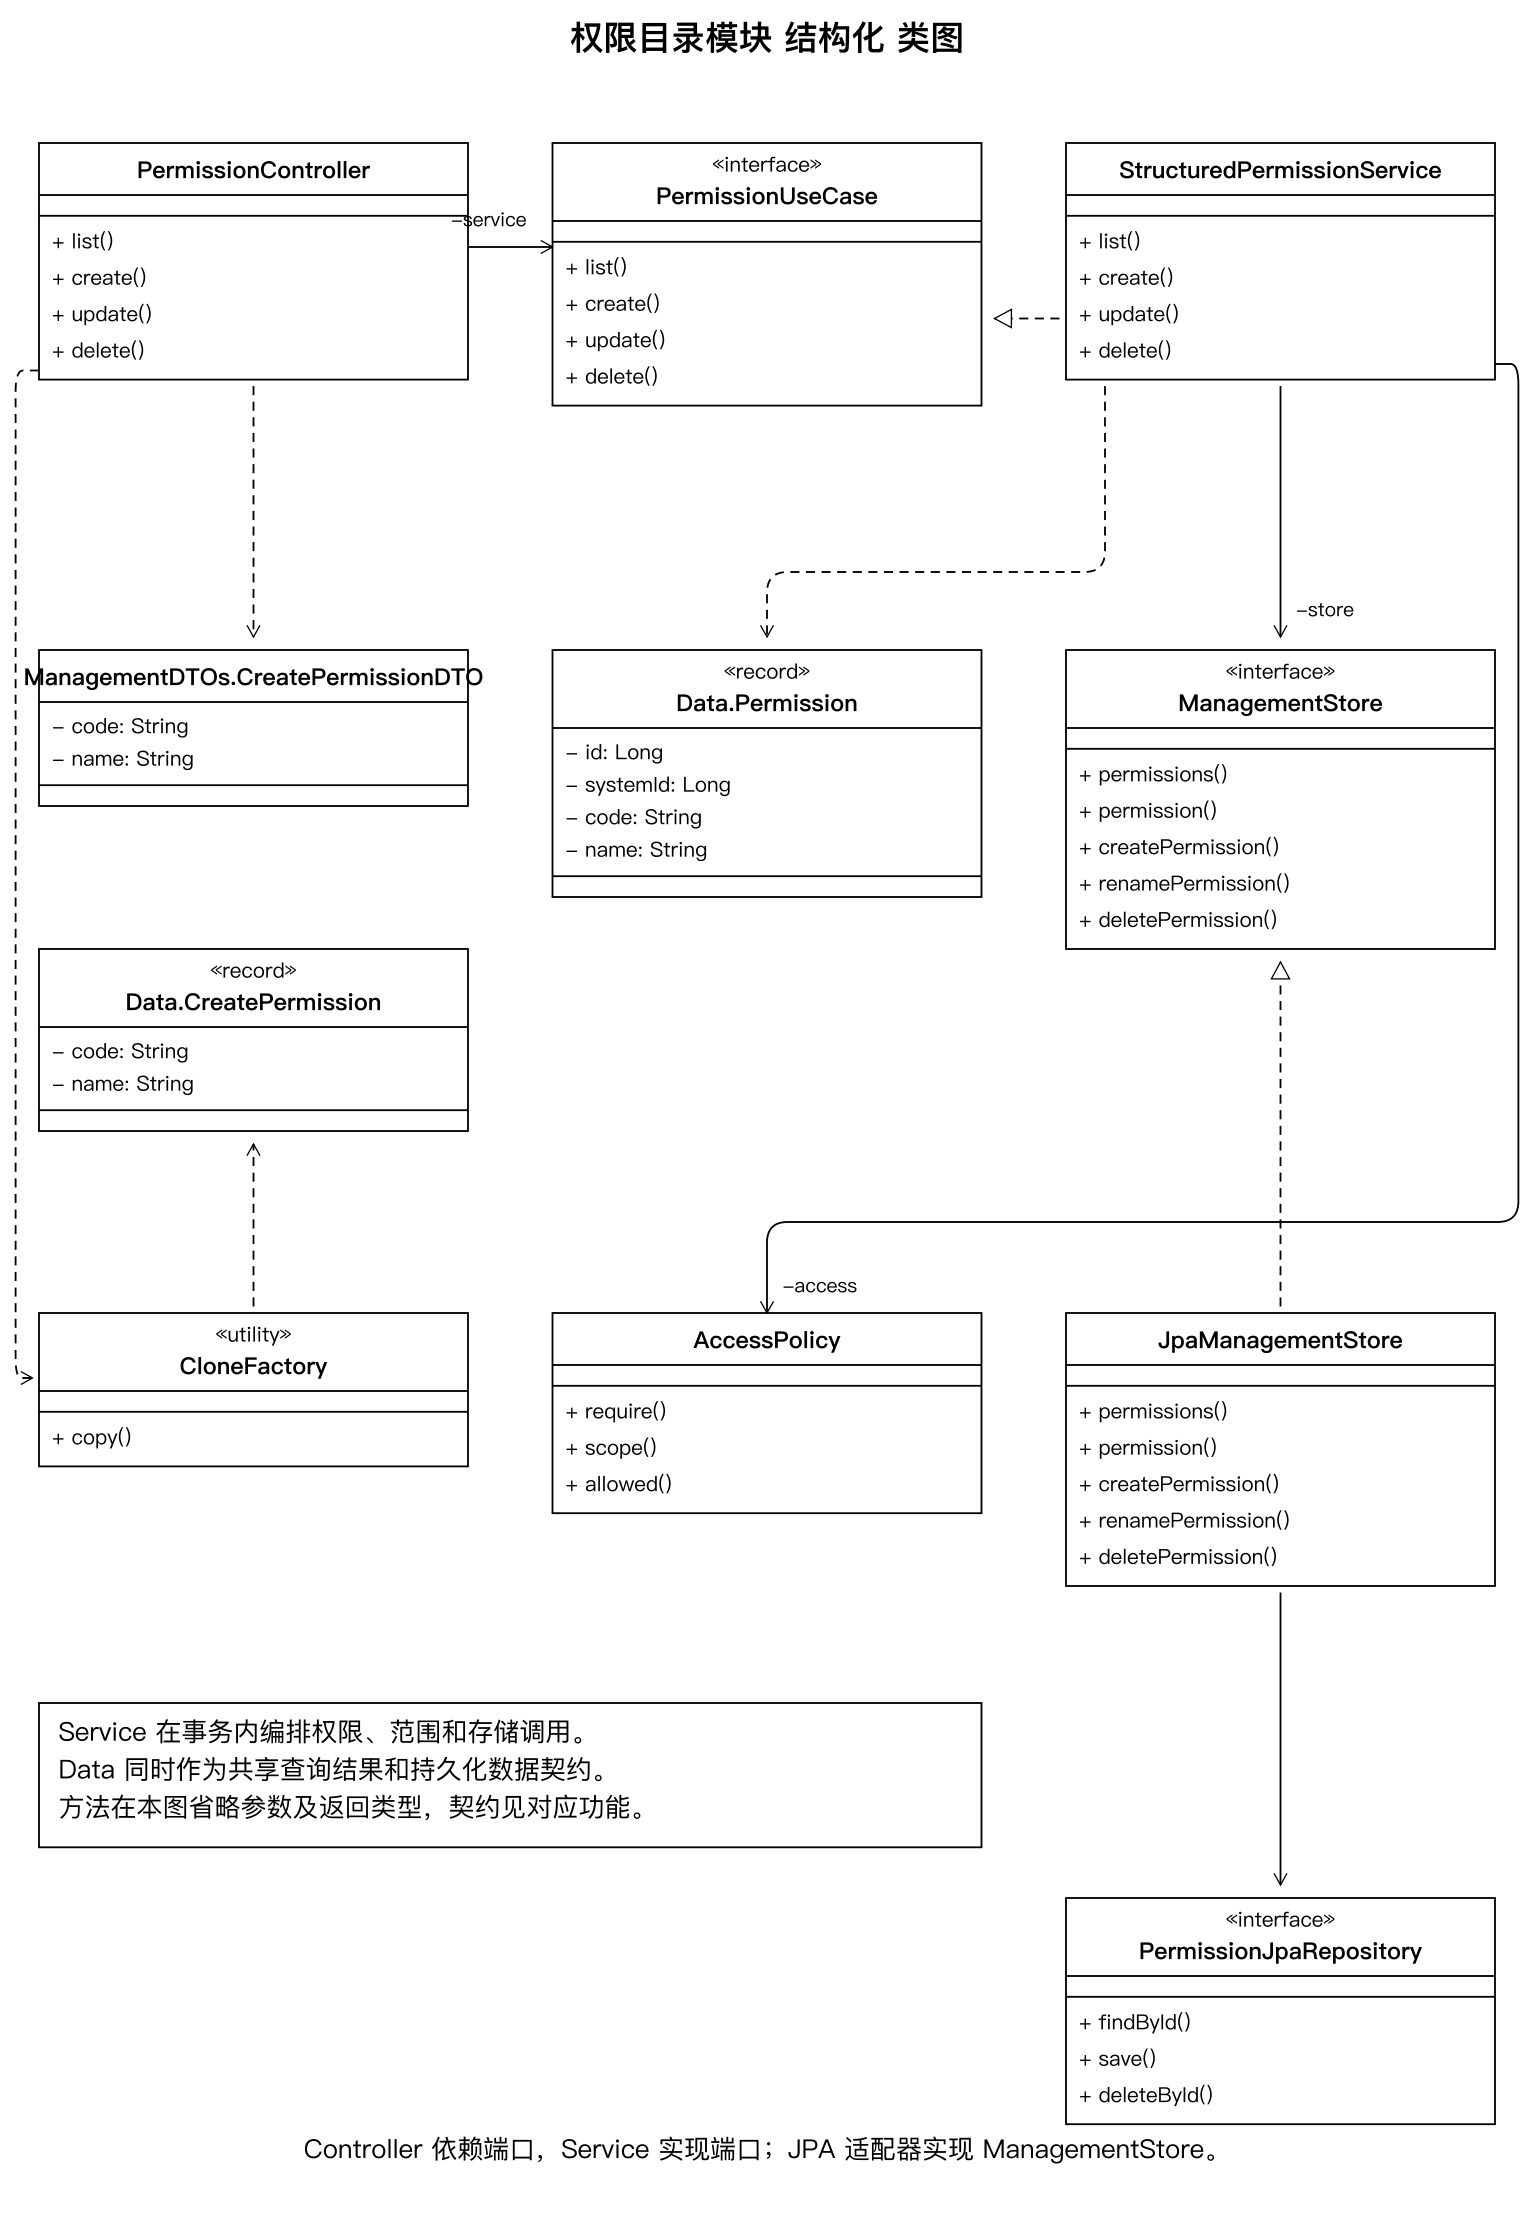 权限目录模块 结构化 类图
PermissionController
+ list()
+ create()
+ update()
+ delete()
–service
«interface»
PermissionUseCase
+ list()
+ create()
+ update()
+ delete()
StructuredPermissionService
+ list()
+ create()
+ update()
+ delete()
–store
ManagementDTOs.CreatePermissionDTO
– code: String
– name: String
«record»
Data.Permission
– id: Long
– systemId: Long
– code: String
– name: String
«interface»
ManagementStore
+ permissions()
+ permission()
+ createPermission()
+ renamePermission()
+ deletePermission()
«record»
Data.CreatePermission
– code: String
– name: String
–access
«utility»
CloneFactory
+ copy()
AccessPolicy
+ require()
+ scope()
+ allowed()
JpaManagementStore
+ permissions()
+ permission()
+ createPermission()
+ renamePermission()
+ deletePermission()
Service 在事务内编排权限、范围和存储调用。
Data 同时作为共享查询结果和持久化数据契约。
方法在本图省略参数及返回类型，契约见对应功能。
«interface»
PermissionJpaRepository
+ findById()
+ save()
+ deleteById()
Controller 依赖端口，Service 实现端口；JPA 适配器实现 ManagementStore。